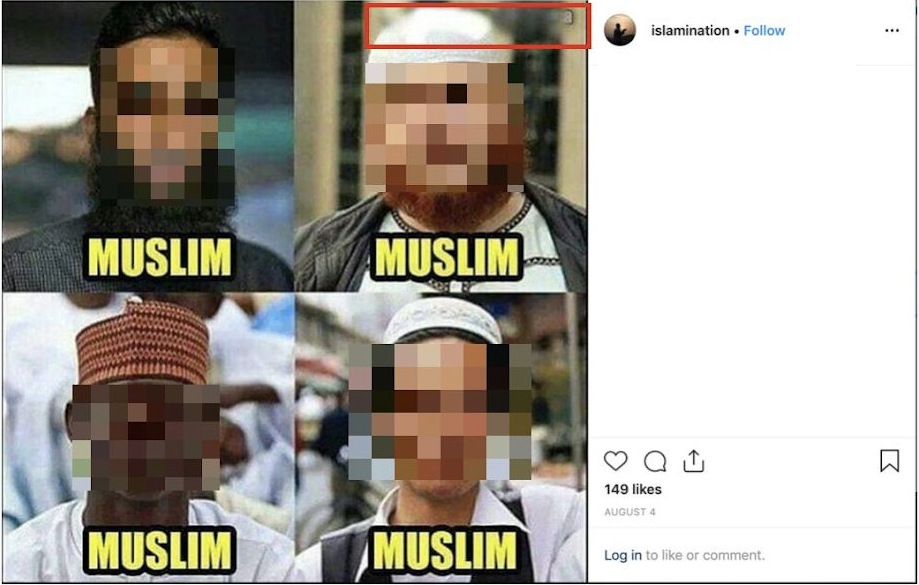 MUSLIM
MUSLIM
MUSLIM
MUSLIM
islamination • Follow
149 likes
AUGUST 4
Log in to like or comment.